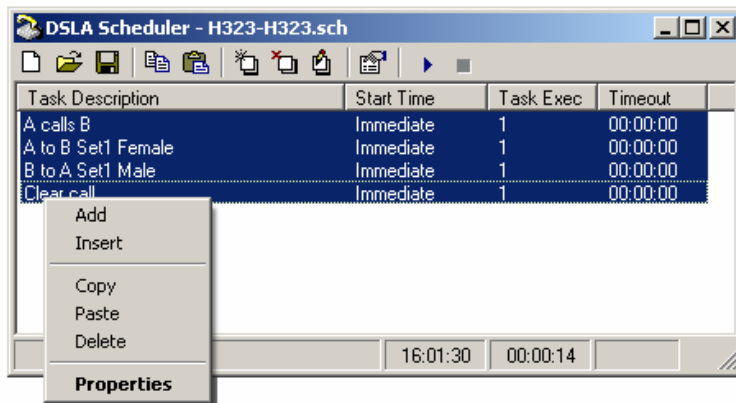 DSLA Scheduler - H323-H323.sch
Task Description Start Time Task Exec Timeout
A calls B Immediate 1 00:00:00
A to B Set1 Female Immediate 1 00:00:00
B to A Set1 Male Immediate 1 00:00:00
Clear call Immediate 1 00:00:00
Add
Insert
Copy
Paste
Delete
16:01:30 00:00:14
Properties